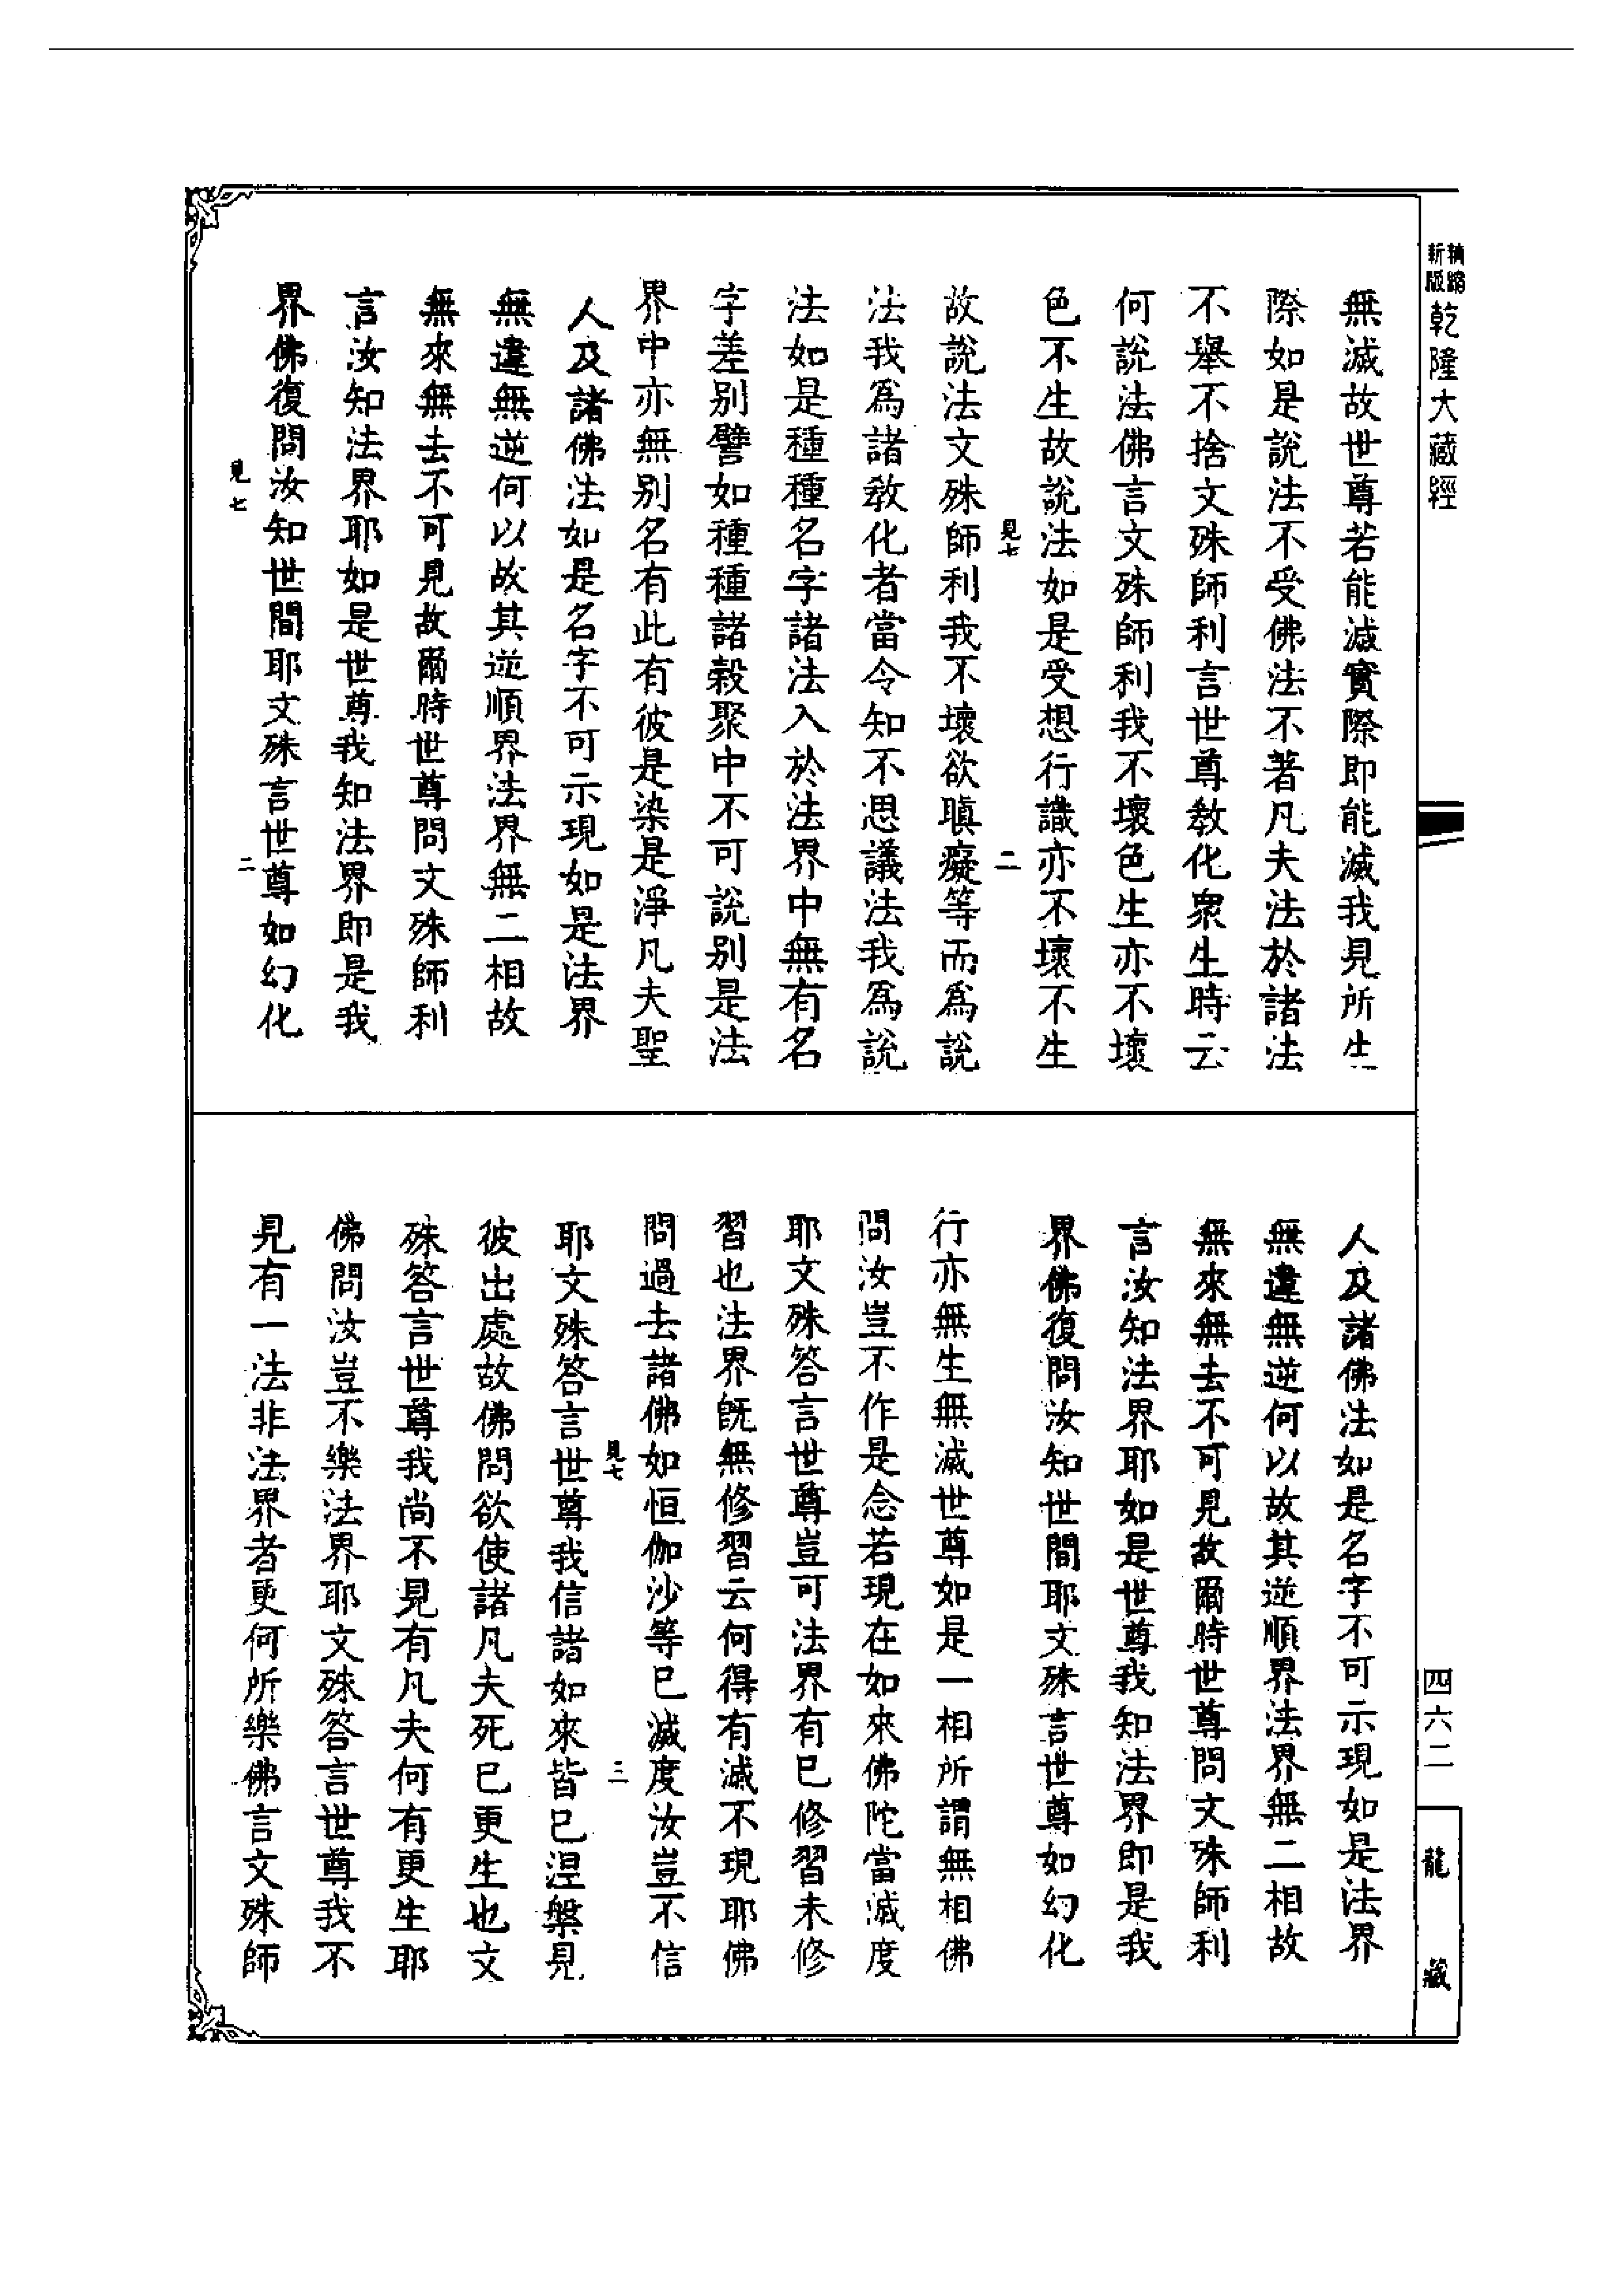 精縮
新版
乾隆大藏經
無滅故世尊若能滅實際即能滅我見所生
際如是說法不受佛法不著凡夫法於諸法
不舉不捨文殊師利言世尊教化衆生時云
何說法佛言文殊師利我不壞色生亦不壞
色不生故說法如是受想行識亦不壞不生
見七
二
故說法文殊師利我不壞欲瞋癡等而為說
法我為諸教化者當令知不思議法我為說
法如是種種名字諸法入於法界中無有名
字差別譬如種種諸穀聚中不可說別是法
界中亦無別名有此有彼是染是淨凡夫聖
人及諸佛法如是名字不可示現如是法界
無違無逆何以故其逆順界法界無二相故
無來無去不可見故爾時世尊問文殊師利
言汝知法界耶如是世尊我知法界即是我
界佛復問汝知世間耶文殊言世尊如幻化
見七
二
四六二
龍藏
人及諸佛法如是名字不可示現如是法界
無違無逆何以故其逆順界法界無二相故
無來無去不可見故爾時世尊問文殊師利
言汝知法界耶如是世尊我知法界即是我
界佛復問汝知世間耶文殊言世尊如幻化
行亦無生無滅世尊如是一相所謂無相佛
問汝豈不作是念若現在如來佛陀當滅度
耶文殊答言世尊豈可法界有已修習未修
習也法界既無修習云何得有滅不現耶佛
問過去諸佛如恒伽沙等已滅度汝豈不信
見七
三
耶文殊答言世尊我信諸如來皆已涅槃見
彼出處故佛問欲使諸凡夫死已更生也文
殊答言世尊我尚不見有凡夫何有更生耶
佛問汝豈不樂法界耶文殊答言世尊我不
見有一法非法界者更何所樂佛言文殊師